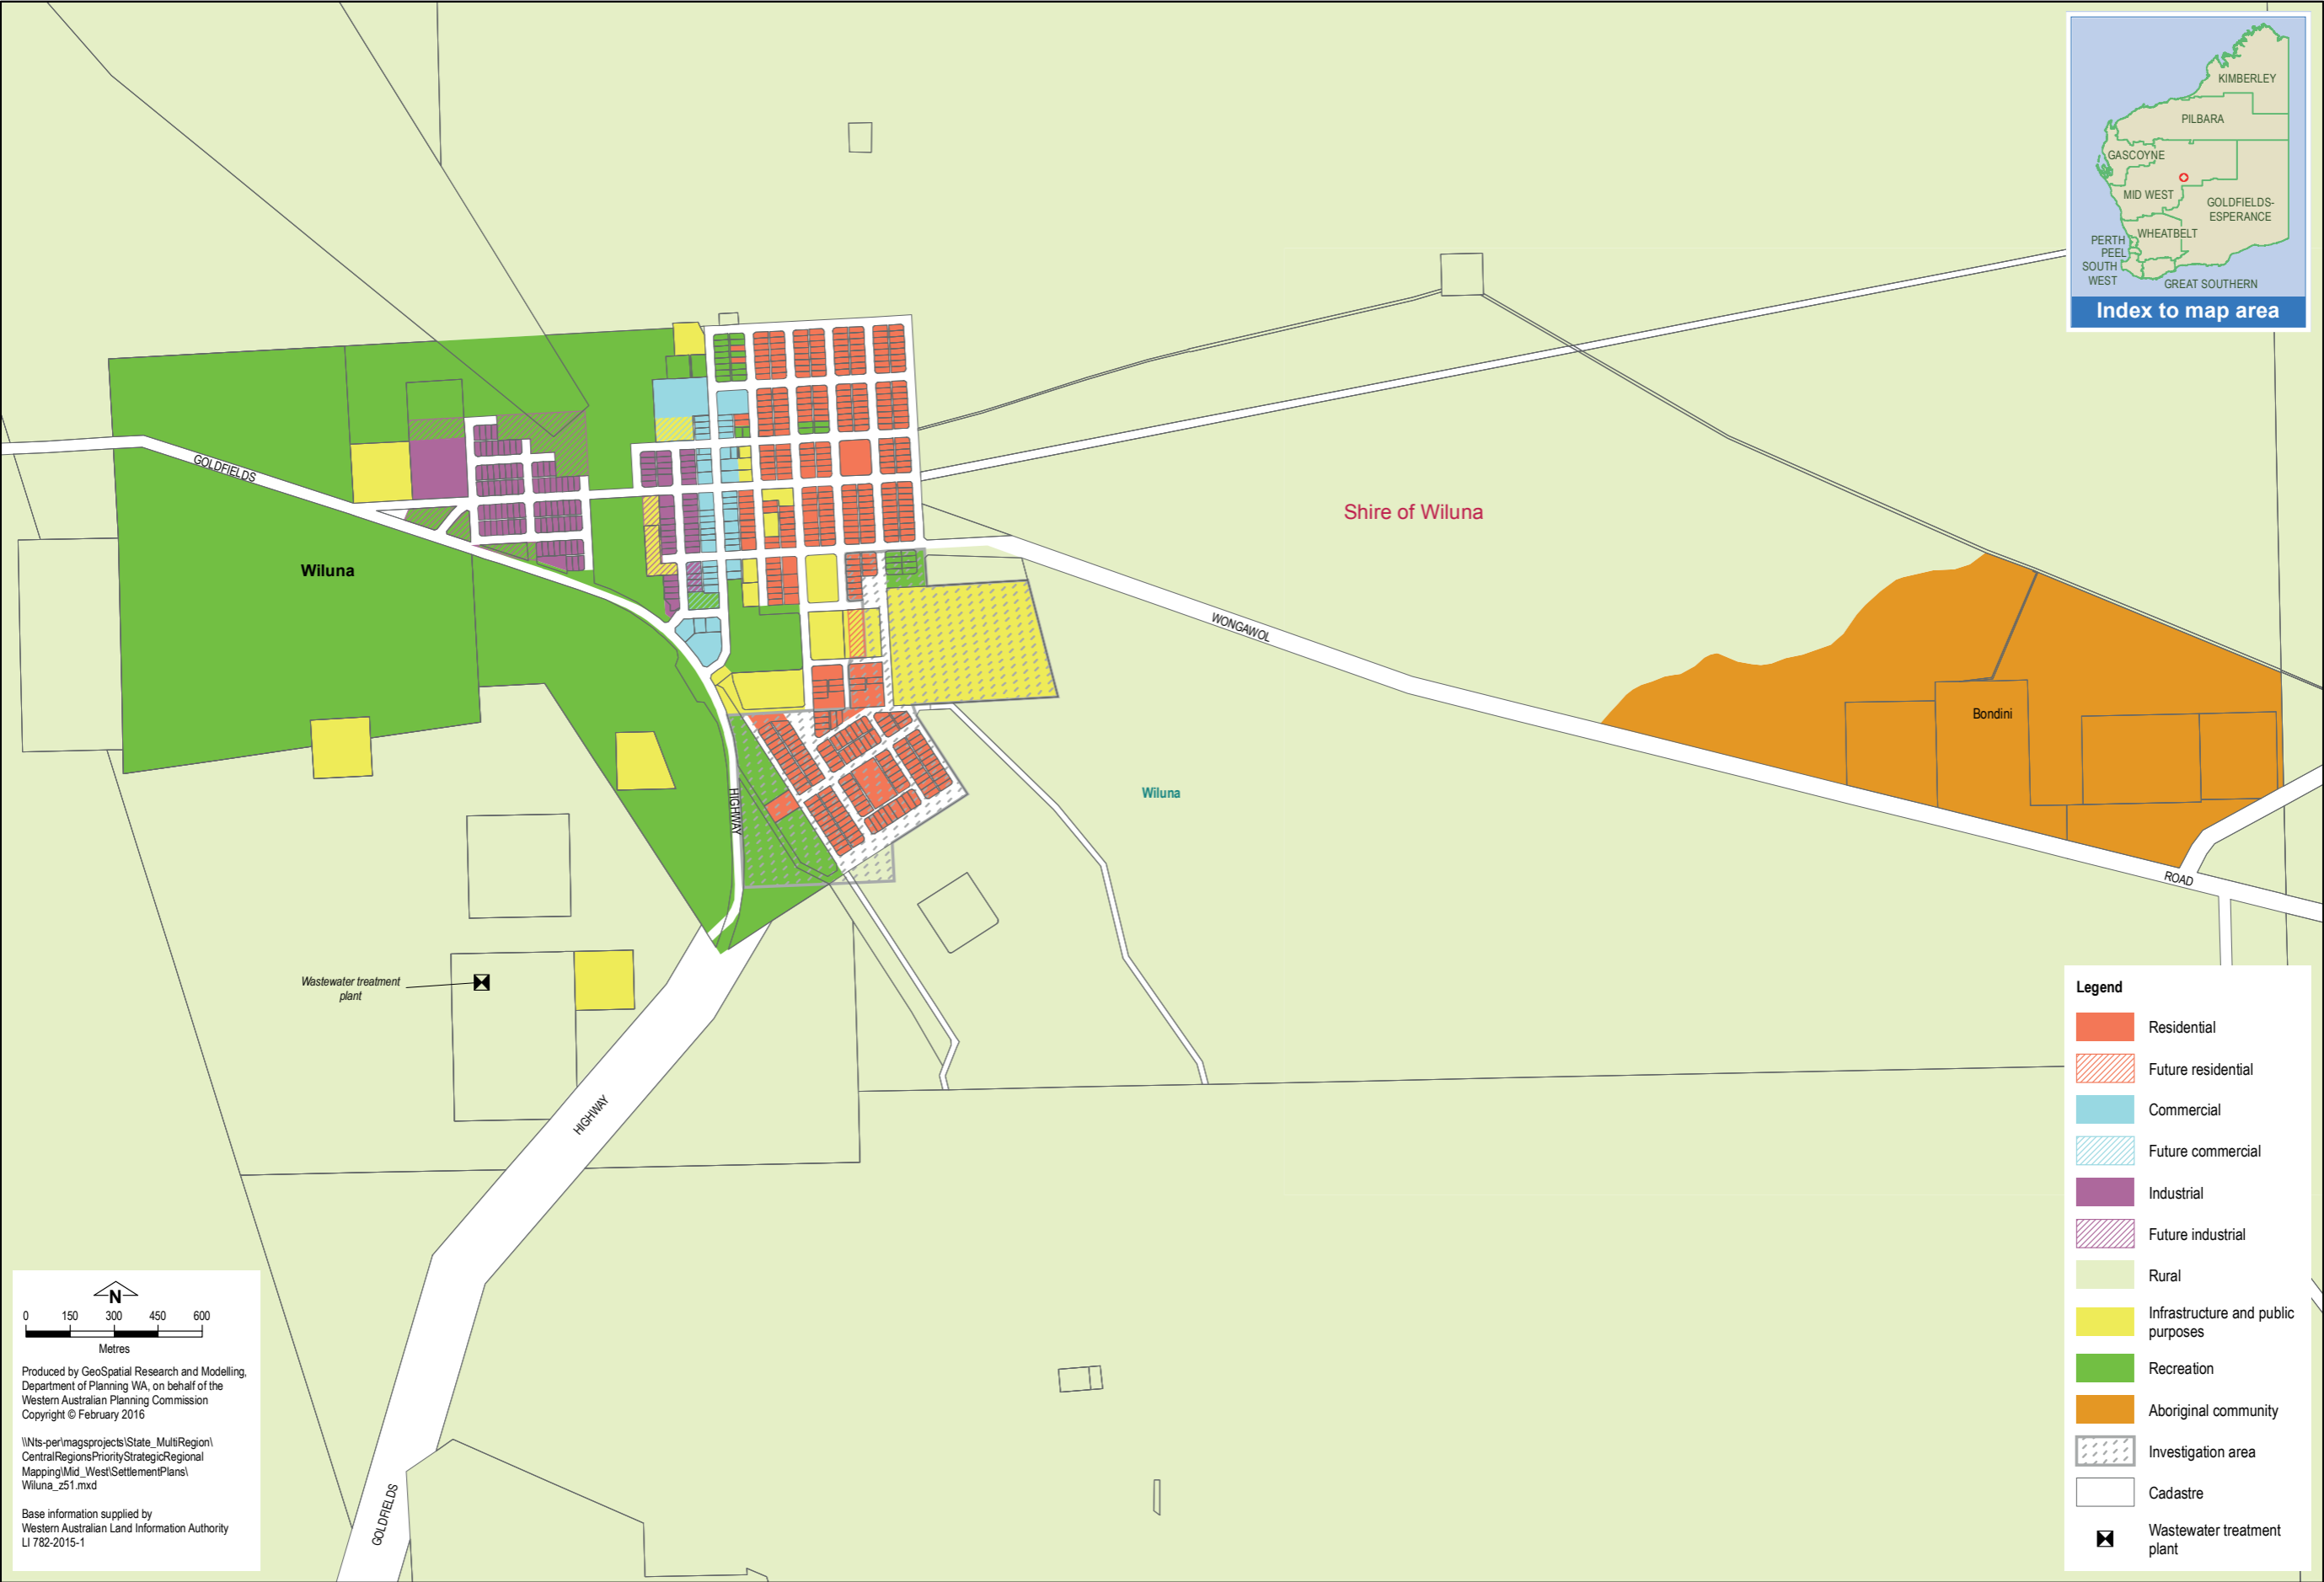 KIMBERLEY
PILBARA
GASCOYNE
MID WEST
GOLDFIELDS-
ESPERANCE
WHEATBELT
PERTH
PEEL
SOUTH
WEST
GREAT SOUTHERN
Index to map area
GOLDFIELDS
Wiluna
Shire of Wiluna
WONGAWOL
Bondini
Wiluna
HIGHWAY
ROAD
Wastewater treatment
plant
HIGHWAY
GOLDFIELDS
Legend
Residential
Future residential
Commercial
Future commercial
Industrial
Future industrial
Rural
Infrastructure and public
purposes
Recreation
Aboriginal community
Investigation area
Cadastre
Wastewater treatment
plant
N
0 150 300 450 600
Metres
Produced by GeoSpatial Research and Modelling,
Department of Planning WA, on behalf of the
Western Australian Planning Commission
Copyright © February 2016
\\Nts-per\magsprojects\State_MultiRegion\
CentralRegionsPriorityStrategicRegional
Mapping\Mid_West\SettlementPlans\
Wiluna_z51.mxd
Base information supplied by
Western Australian Land Information Authority
LI 782-2015-1